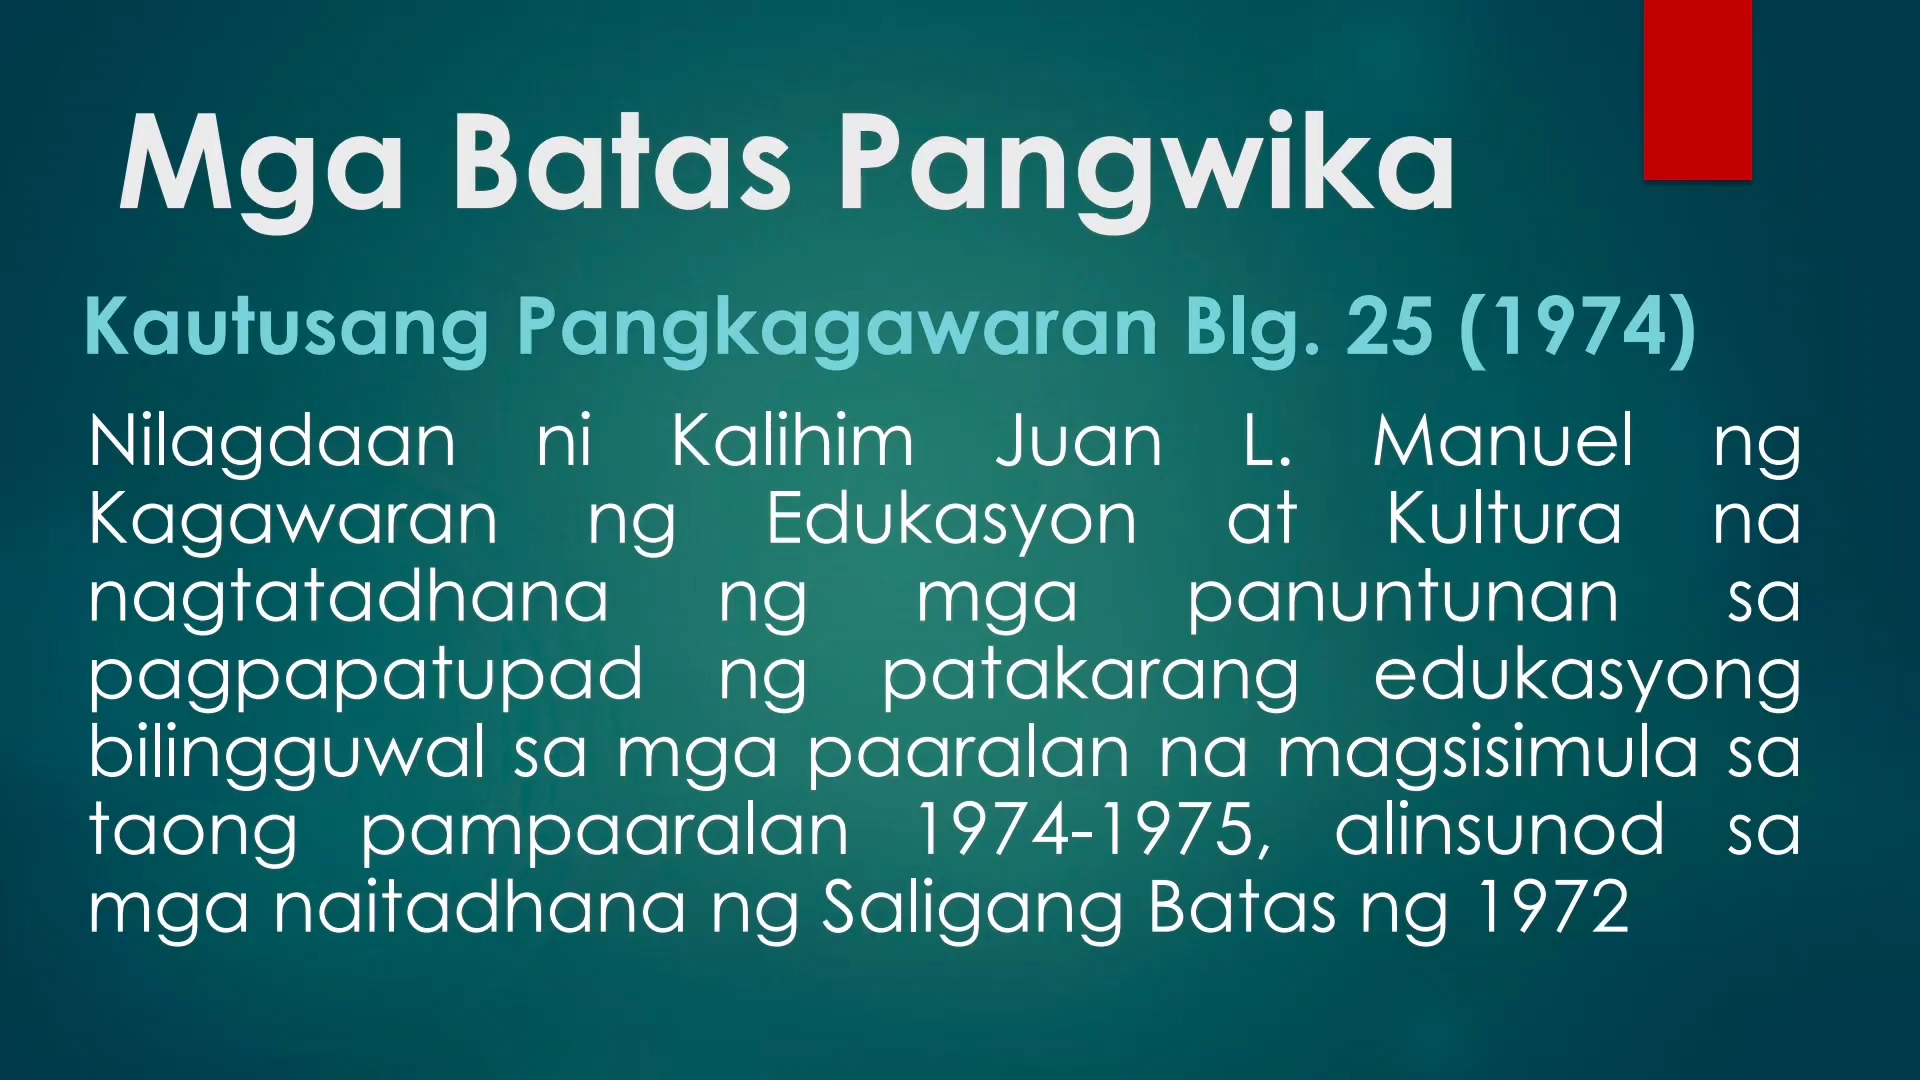 Mga Batas Pangwika
Kautusang Pangkagawaran Blg. 25 (1974)
Nilagdaan ni Kalihim Juan L. Manuel ng
Kagawaran ng Edukasyon at Kultura na
nagtatadhana ng mga panuntunan sa
pagpapatupad ng patakarang edukasyong
bilingguwal sa mga paaralan na magsisimula sa
taong pampaaralan 1974-1975, alinsunod sa
mga naitadhana ng Saligang Batas ng 1972